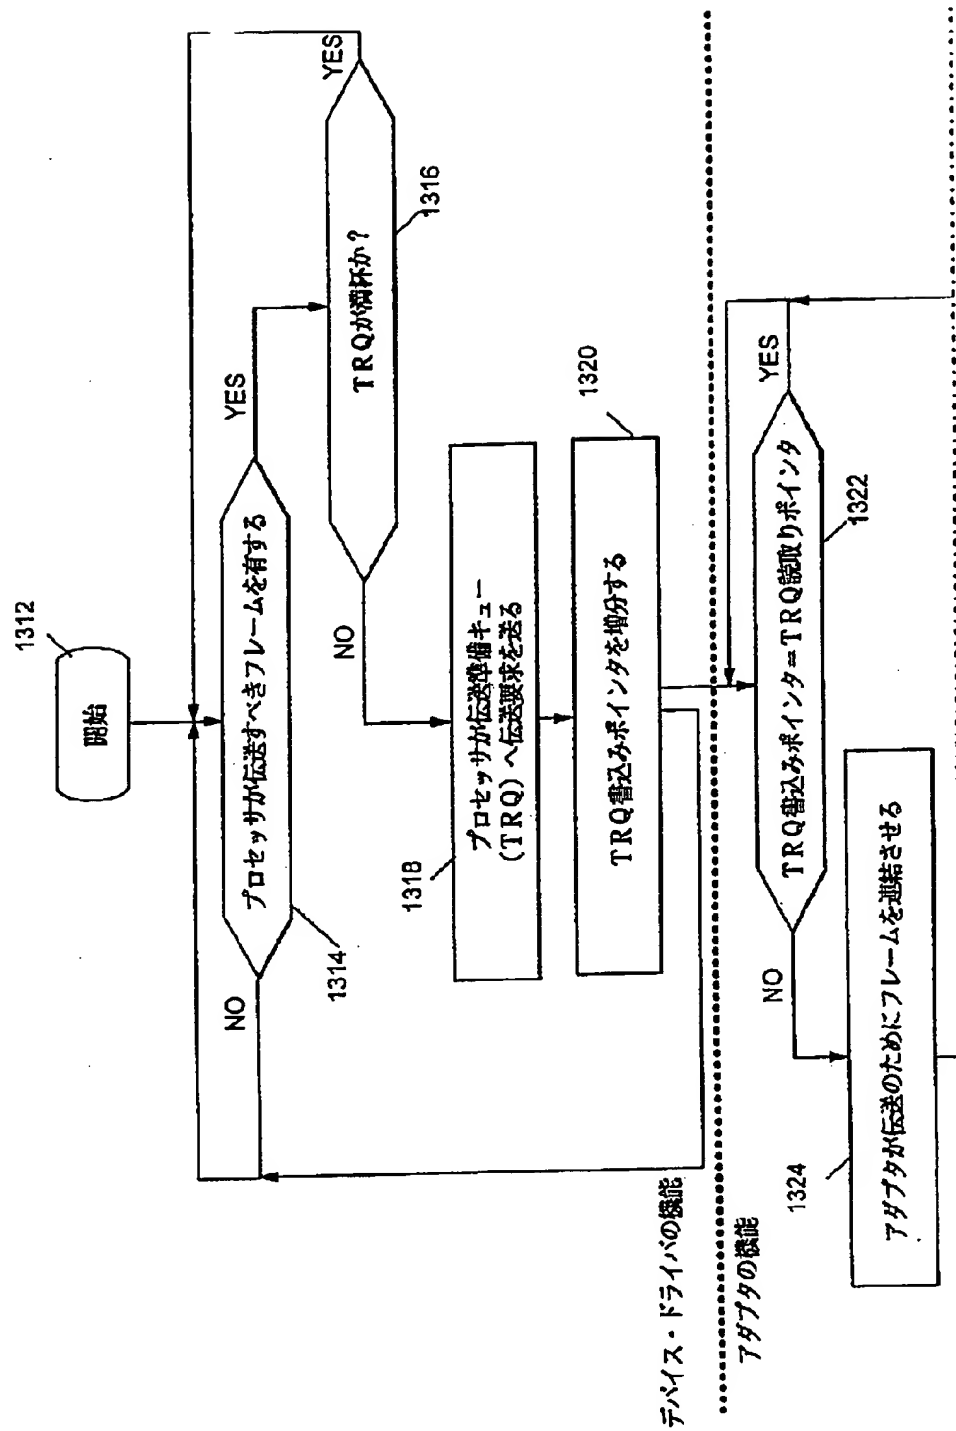 1312
開始
プロセッサが伝送すべきフレームを有する
NO
YES
1314
TRQが満杯か?
YES
NO
1316
プロセッサが伝送準備キュー
(TRQ)へ伝送要求を送る
1318
TRQ書込みポインタを増分する
1320
デバイス・ドライバの機能
アダプタの機能
TRQ書込みポインタ=TRQ読取りポインタ
YES
NO
1322
アダプタが伝送のためにフレームを連結させる
1324